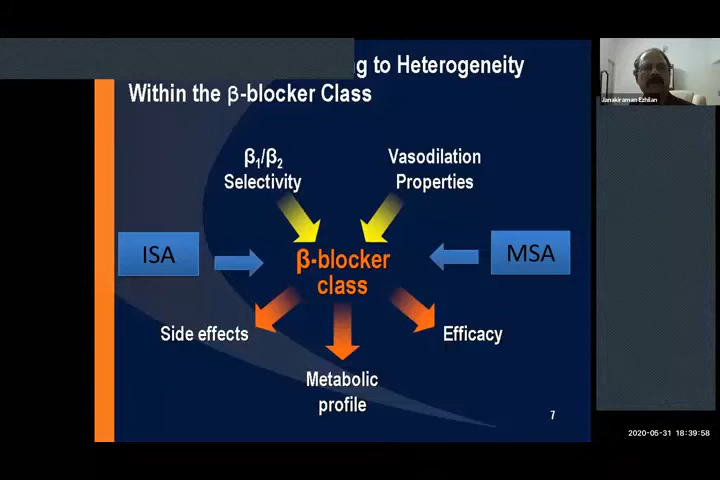 ng to Heterogeneity
Within the β-blocker Class
β1/β2
Selectivity
Vasodilation
Properties
ISA
MSA
β-blocker
class
Side effects
Efficacy
Metabolic
profile
7
Janakiraman Ezhilan
2020-05-31 18:39:58